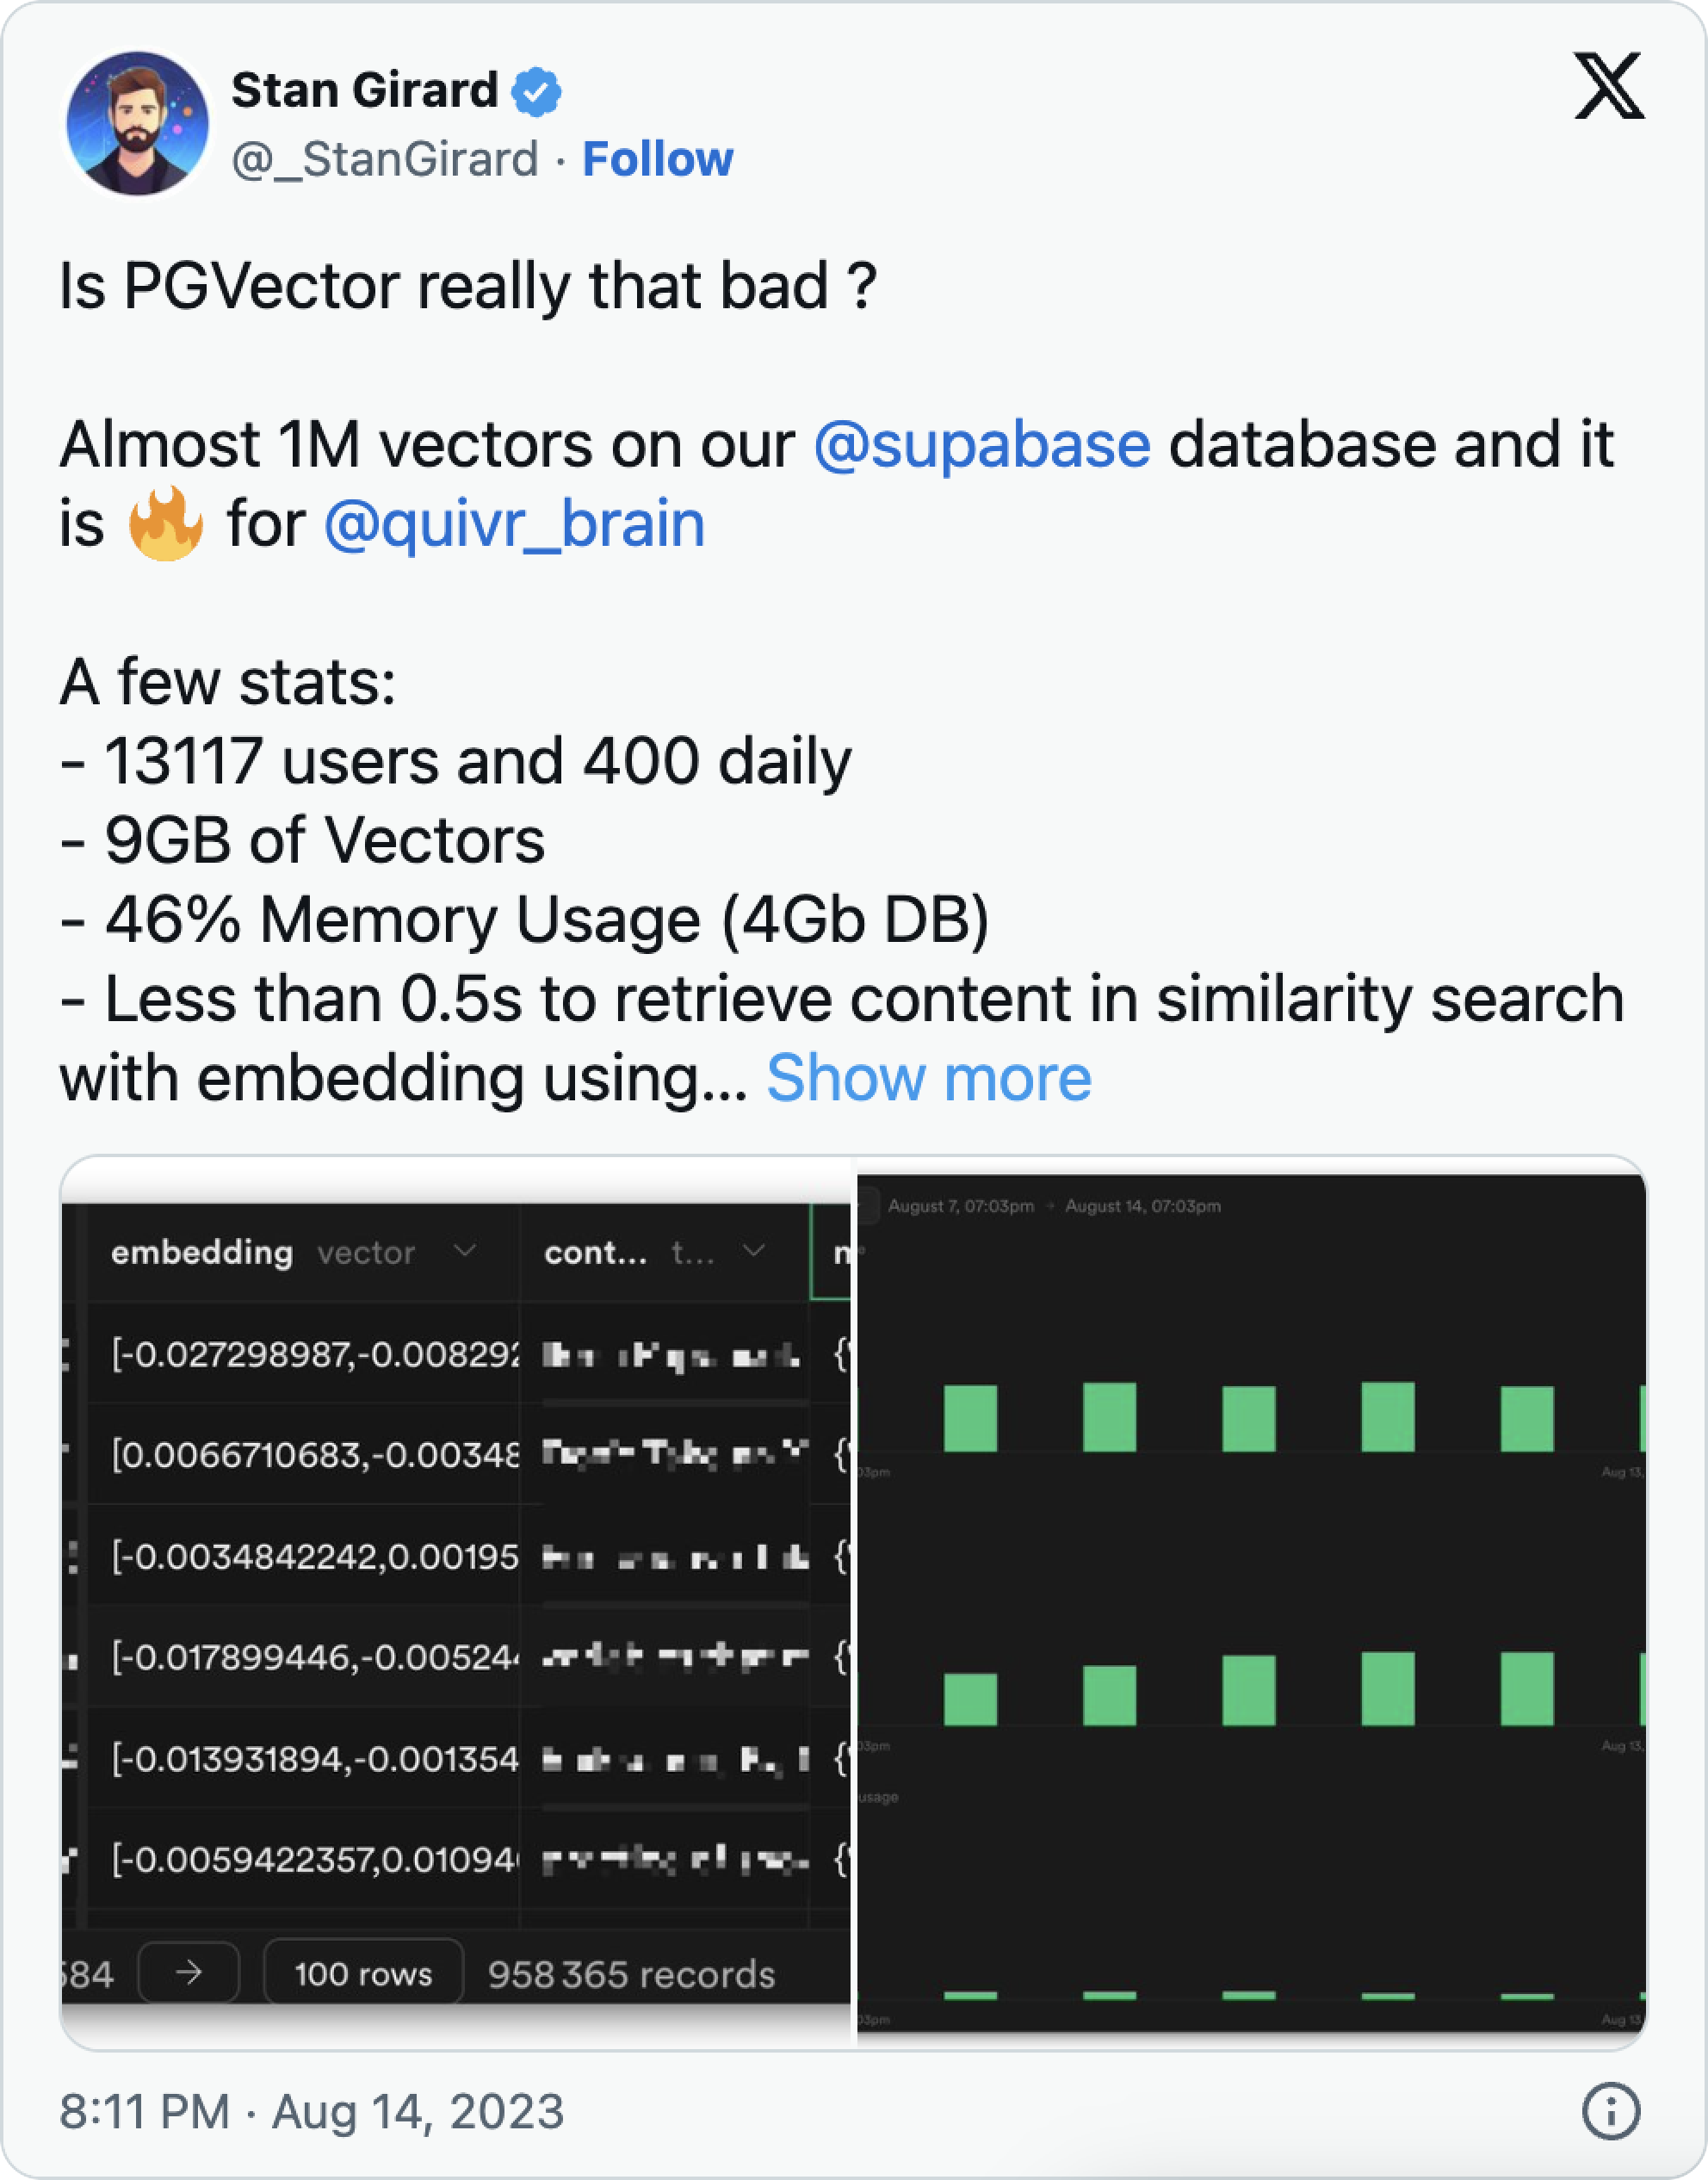 Stan Girard
@_StanGirard · Follow
Is PGVector really that bad ?
Almost 1M vectors on our @supabase database and it
is 🔥 for @quivr_brain
A few stats:
- 13117 users and 400 daily
- 9GB of Vectors
- 46% Memory Usage (4Gb DB)
- Less than 0.5s to retrieve content in similarity search
with embedding using... Show more
embedding vector cont... t...
[-0.027298987,-0.008292
[0.0066710683,-0.00348
[-0.0034842242,0.00195
[-0.017899446,-0.00524
[-0.013931894,-0.001354
[-0.0059422357,0.01094
584 → 100 rows 958 365 records
August 7, 07:03pm → August 14, 07:03pm
03pm Aug 13,
03pm Aug 13,
usage
03pm Aug 13,
8:11 PM · Aug 14, 2023